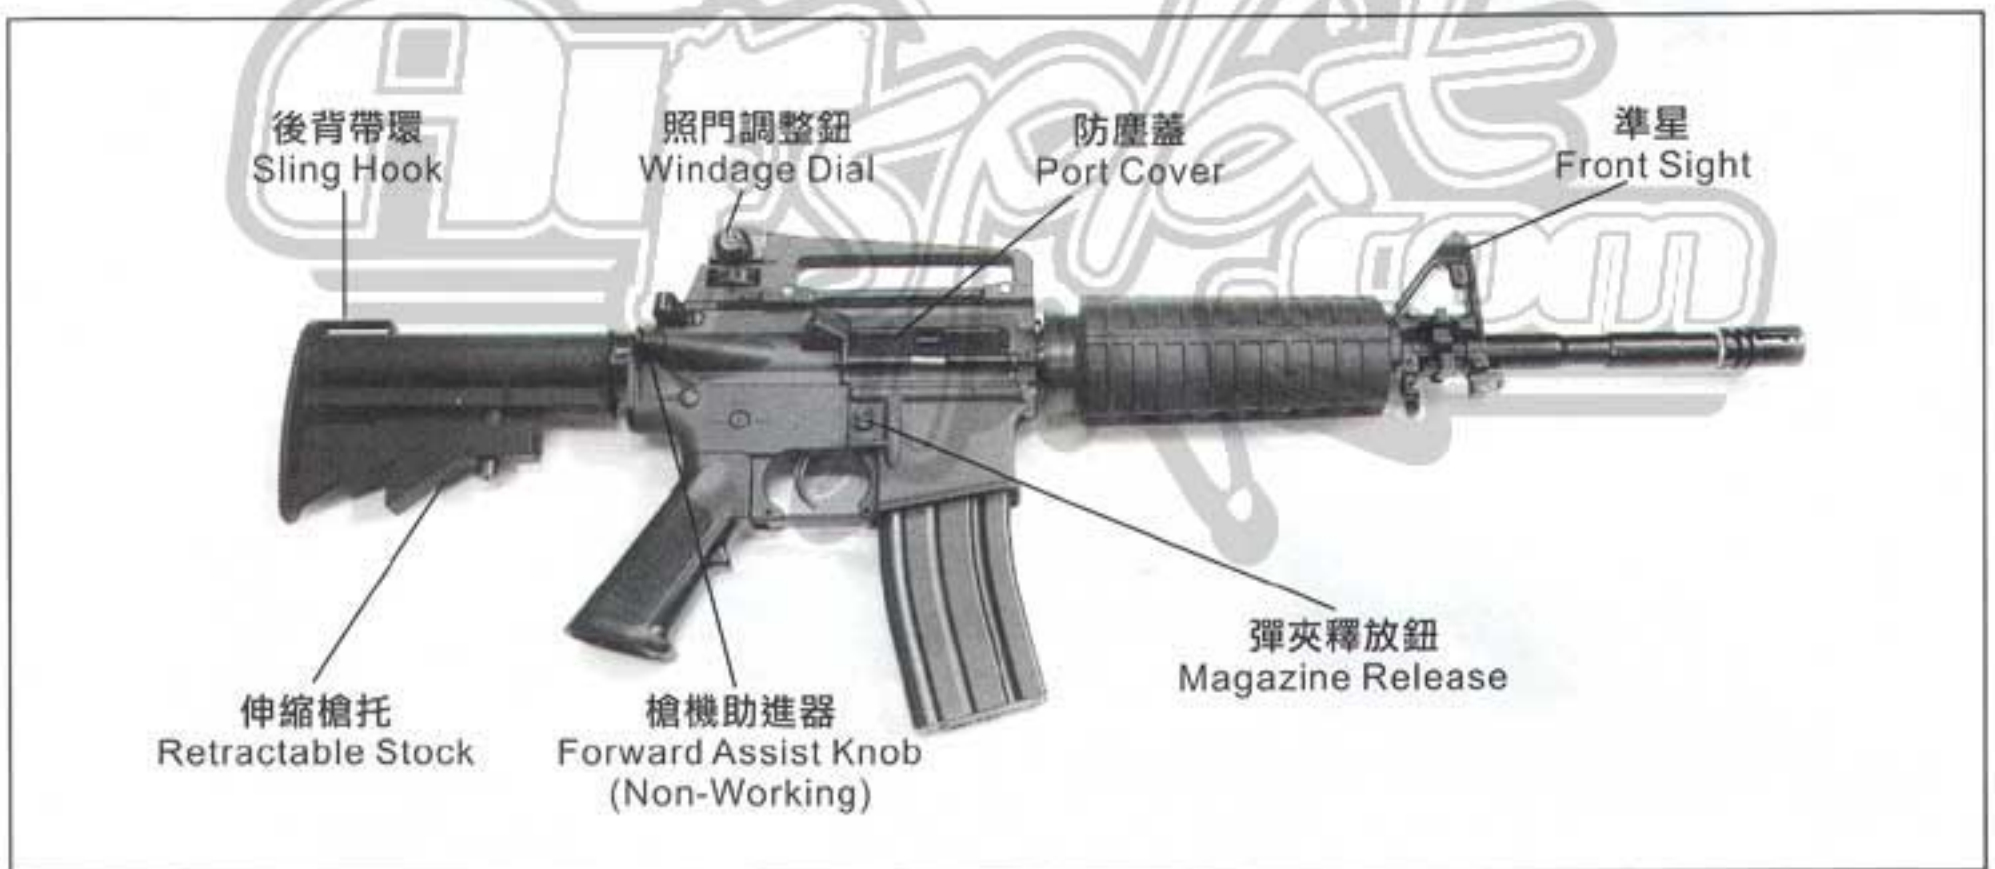 後背帶環
Sling Hook
照門調整鈕
Windage Dial
防塵蓋
Port Cover
準星
Front Sight
Airsplat
.com
彈夾釋放鈕
Magazine Release
伸縮槍托
Retractable Stock
槍機助進器
Forward Assist Knob
(Non-Working)